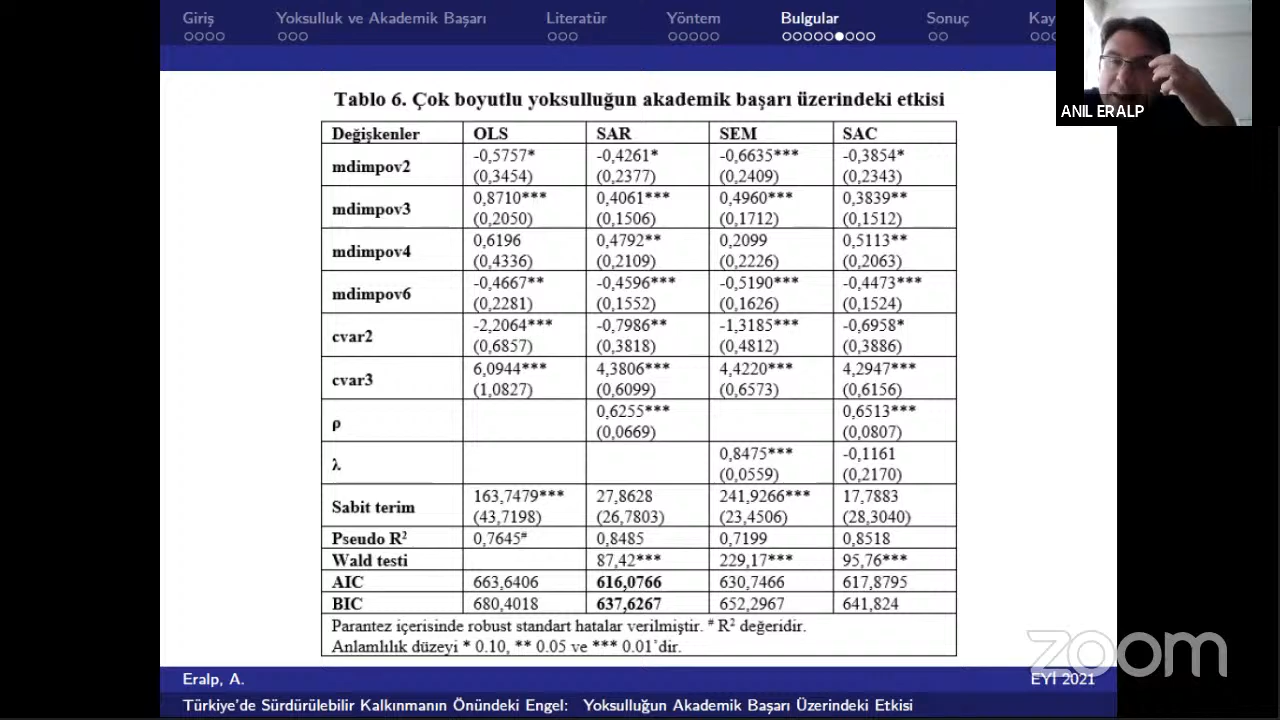 Giriş Yoksulluk ve Akademik Başarı Literatür Yöntem Bulgular Sonuç Kay
ANIL ERALP
Tablo 6. Çok boyutlu yoksulluğun akademik başarı üzerindeki etkisi
Değişkenler OLS SAR SEM SAC
mdimpov2 -0,5757* -0,4261* -0,6635*** -0,3854*
(0,3454) (0,2377) (0,2409) (0,2343)
mdimpov3 0,8710*** 0,4061*** 0,4960*** 0,3839**
(0,2050) (0,1506) (0,1712) (0,1512)
mdimpov4 0,6196 0,4792** 0,2099 0,5113**
(0,4336) (0,2109) (0,2226) (0,2063)
mdimpov6 -0,4667** -0,4596*** -0,5190*** -0,4473***
(0,2281) (0,1552) (0,1626) (0,1524)
cvar2 -2,2064*** -0,7986** -1,3185*** -0,6958*
(0,6857) (0,3818) (0,4812) (0,3886)
cvar3 6,0944*** 4,3806*** 4,4220*** 4,2947***
(1,0827) (0,6099) (0,6573) (0,6156)
ρ 0,6255*** 0,6513***
(0,0669) (0,0807)
λ 0,8475*** -0,1161
(0,0559) (0,2170)
Sabit terim 163,7479*** 27,8628 241,9266*** 17,7883
(43,7198) (26,7803) (23,4506) (28,3040)
Pseudo R² 0,7645# 0,8485 0,7199 0,8518
Wald testi 87,42*** 229,17*** 95,76***
AIC 663,6406 616,0766 630,7466 617,8795
BIC 680,4018 637,6267 652,2967 641,824
Parantez içerisinde robust standart hatalar verilmiştir. # R² değeridir.
Anlamlılık düzeyi * 0.10, ** 0.05 ve *** 0.01'dir.
zoom
Eralp, A. EYİ 2021
Türkiye'de Sürdürülebilir Kalkınmanın Önündeki Engel: Yoksulluğun Akademik Başarı Üzerindeki Etkisi